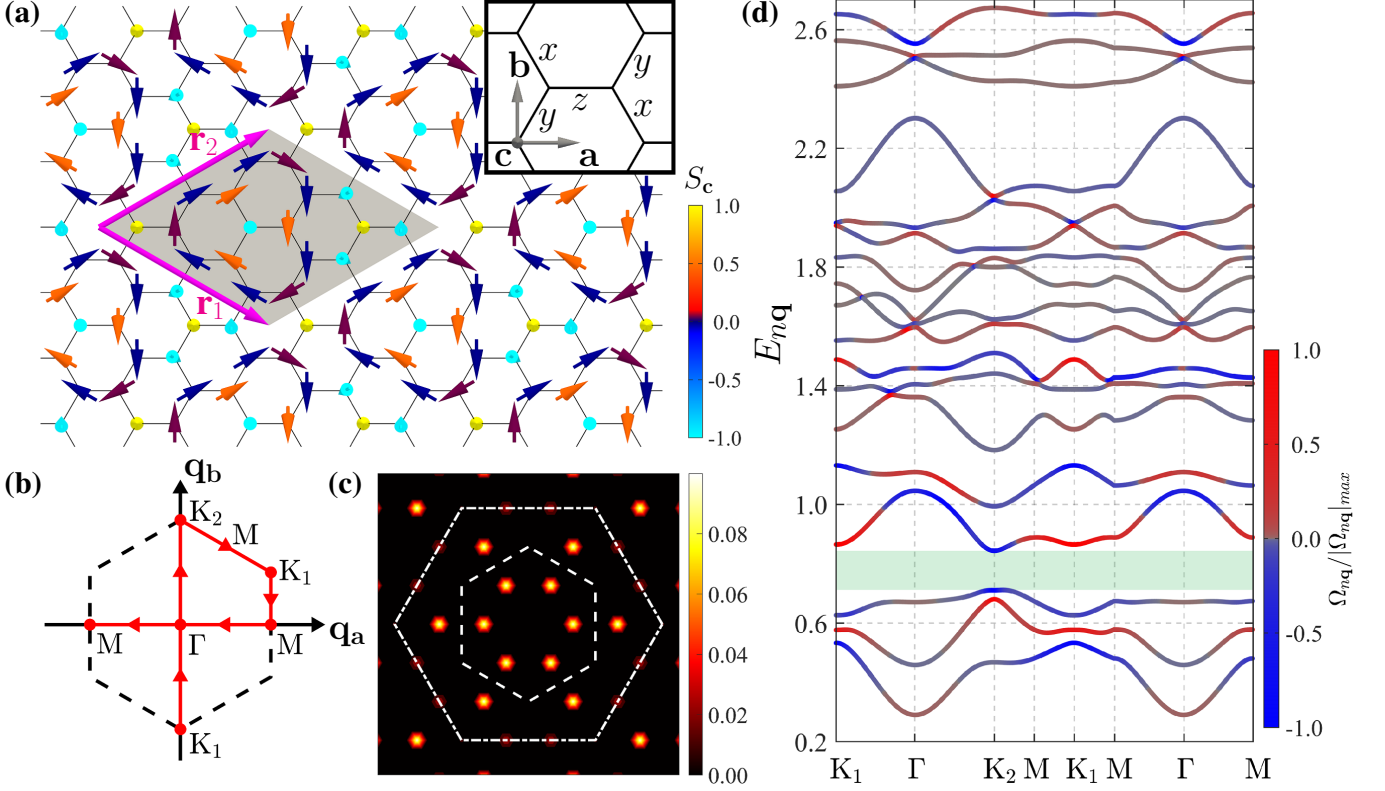 (a)
r₂
r₁
x
y
z
y
x
b
c
a
S_c
1.0
0.5
0.0
-0.5
-1.0
(b)
q_b
K₂
M
K₁
M
Γ
M
q_a
K₁
(c)
0.08
0.06
0.04
0.02
0.00
(d)
E_nq
2.6
2.2
1.8
1.4
1.0
0.6
0.2
K₁ Γ K₂ M K₁ M Γ M
1.0
0.5
0.0
-0.5
-1.0
Ω_nq/|Ω_nq|max